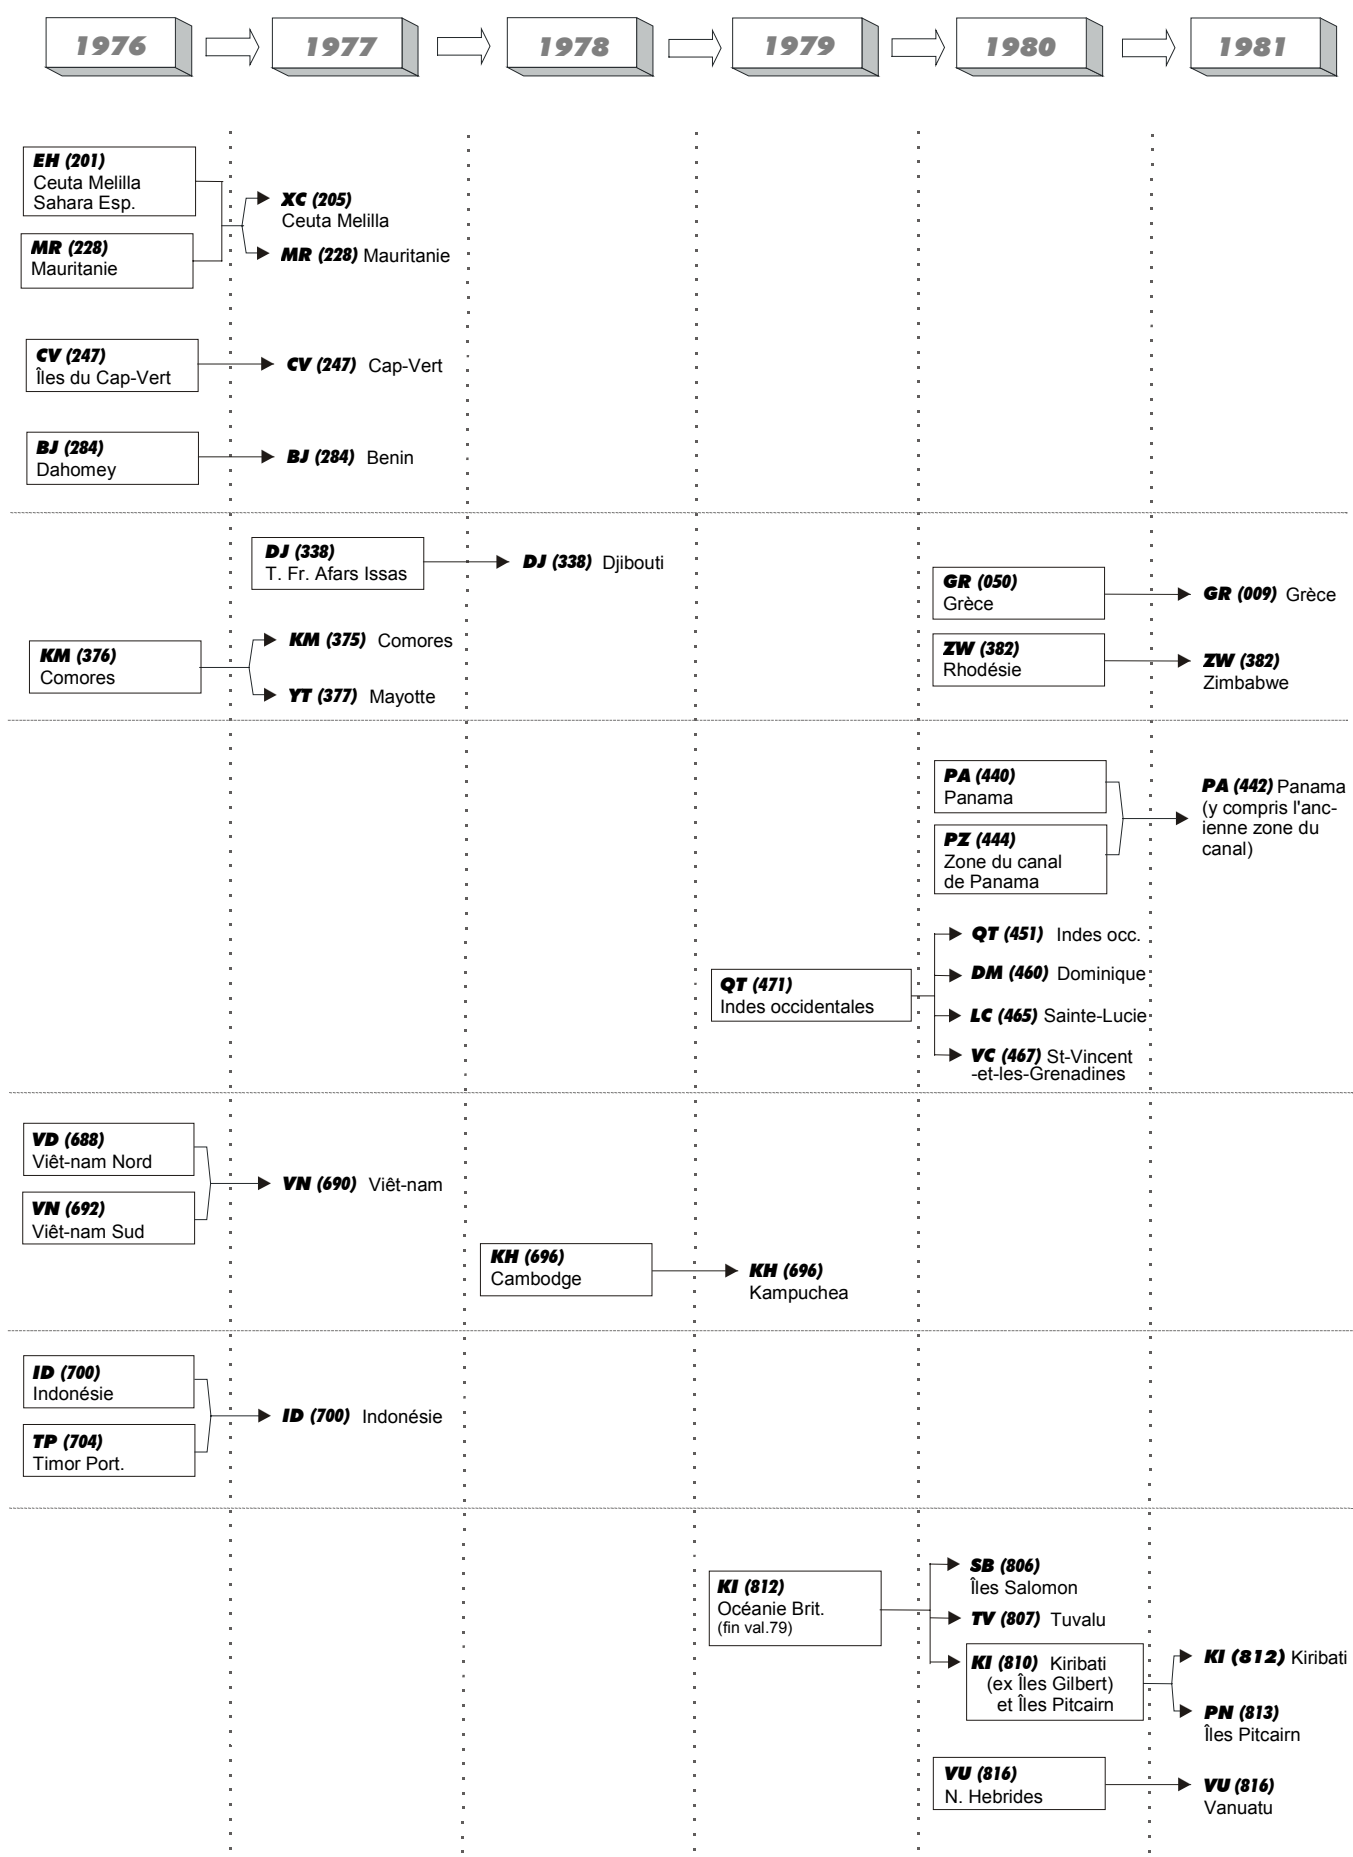 1976
1977
1978
1979
1980
1981
EH (201)
Ceuta Melilla
Sahara Esp.
XC (205)
Ceuta Melilla
MR (228)
Mauritanie
MR (228) Mauritanie
CV (247)
Îles du Cap-Vert
CV (247) Cap-Vert
BJ (284)
Dahomey
BJ (284) Benin
DJ (338)
T. Fr. Afars Issas
DJ (338) Djibouti
GR (050)
Grèce
GR (009) Grèce
KM (376)
Comores
KM (375) Comores
YT (377) Mayotte
ZW (382)
Rhodésie
ZW (382)
Zimbabwe
PA (440)
Panama
PZ (444)
Zone du canal
de Panama
PA (442) Panama
(y compris l'anc-
ienne zone du
canal)
QT (471)
Indes occidentales
QT (451) Indes occ.
DM (460) Dominique
LC (465) Sainte-Lucie
VC (467) St-Vincent
-et-les-Grenadines
VD (688)
Viêt-nam Nord
VN (692)
Viêt-nam Sud
VN (690) Viêt-nam
KH (696)
Cambodge
KH (696)
Kampuchea
ID (700)
Indonésie
TP (704)
Timor Port.
ID (700) Indonésie
KI (812)
Océanie Brit.
(fin val.79)
SB (806)
Îles Salomon
TV (807) Tuvalu
KI (810) Kiribati
(ex Îles Gilbert)
et Îles Pitcairn
KI (812) Kiribati
PN (813)
Îles Pitcairn
VU (816)
N. Hebrides
VU (816)
Vanuatu